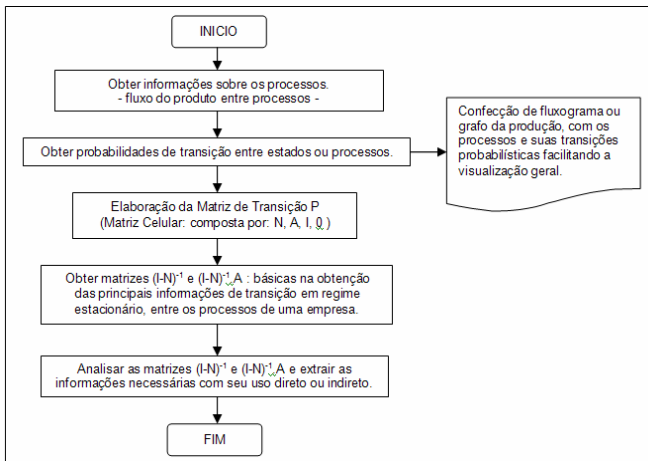 INICIO
Obter informações sobre os processos.
- fluxo do produto entre processos -
Obter probabilidades de transição entre estados ou processos.
Confecção de fluxograma ou
grafo da produção, com os
processos e suas transições
probabilísticas facilitando a
visualização geral.
Elaboração da Matriz de Transição P
(Matriz Celular: composta por: N, A, I, 0 )
Obter matrizes (I-N)⁻¹ e (I-N)⁻¹.A : básicas na obtenção
das principais informações de transição em regime
estacionário, entre os processos de uma empresa.
Analisar as matrizes (I-N)⁻¹ e (I-N)⁻¹.A e extrair as
informações necessárias com seu uso direto ou indireto.
FIM